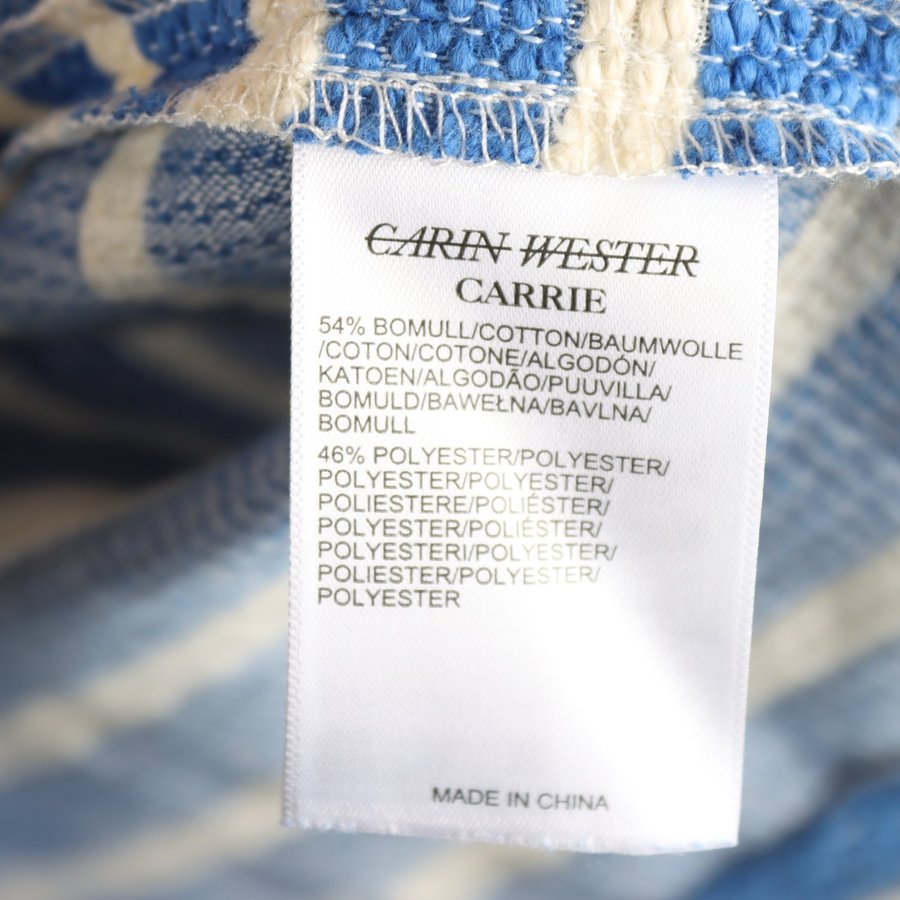 CARIN WESTER
CARRIE
54% BOMULL/COTTON/BAUMWOLLE
/COTON/COTONE/ALGODÓN/
KATOEN/ALGODÃO/PUUVILLA/
BOMULD/BAWEŁNA/BAVLNA/
BOMULL
46% POLYESTER/POLYESTER/
POLYESTER/POLYESTER/
POLIESTERE/POLIÉSTER/
POLYESTER/POLIÉSTER/
POLYESTERI/POLYESTER/
POLIESTER/POLYESTER/
POLYESTER
MADE IN CHINA